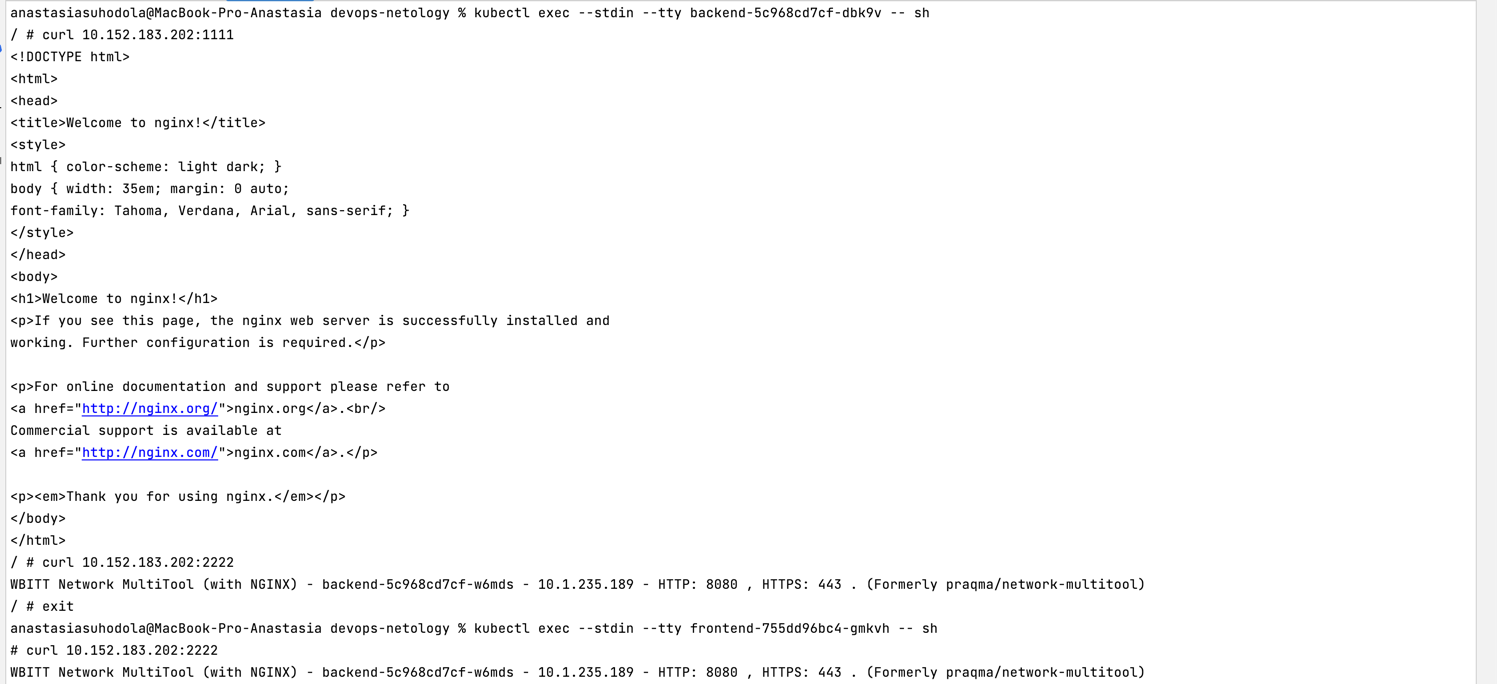 anastasiasuhodola@MacBook-Pro-Anastasia devops-netology % kubectl exec --stdin --tty backend-5c968cd7cf-dbk9v -- sh
/ # curl 10.152.183.202:1111
<!DOCTYPE html>
<html>
<head>
<title>Welcome to nginx!</title>
<style>
html { color-scheme: light dark; }
body { width: 35em; margin: 0 auto;
font-family: Tahoma, Verdana, Arial, sans-serif; }
</style>
</head>
<body>
<h1>Welcome to nginx!</h1>
<p>If you see this page, the nginx web server is successfully installed and
working. Further configuration is required.</p>

<p>For online documentation and support please refer to
<a href="http://nginx.org/">nginx.org</a>.<br/>
Commercial support is available at
<a href="http://nginx.com/">nginx.com</a>.</p>

<p><em>Thank you for using nginx.</em></p>
</body>
</html>
/ # curl 10.152.183.202:2222
WBITT Network MultiTool (with NGINX) - backend-5c968cd7cf-w6mds - 10.1.235.189 - HTTP: 8080 , HTTPS: 443 . (Formerly praqma/network-multitool)
/ # exit
anastasiasuhodola@MacBook-Pro-Anastasia devops-netology % kubectl exec --stdin --tty frontend-755dd96bc4-gmkvh -- sh
# curl 10.152.183.202:2222
WBITT Network MultiTool (with NGINX) - backend-5c968cd7cf-w6mds - 10.1.235.189 - HTTP: 8080 , HTTPS: 443 . (Formerly praqma/network-multitool)